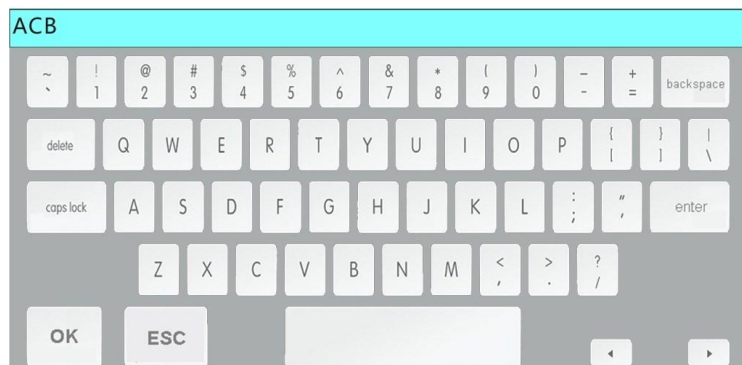 ACB
~ ! @ # $ % ^ & * ( ) _ +
` 1 2 3 4 5 6 7 8 9 0 - = backspace
delete Q W E R T Y U I O P { } |
[ ] \
caps lock A S D F G H J K L : " enter
; '
Z X C V B N M < > ?
, . /
OK ESC